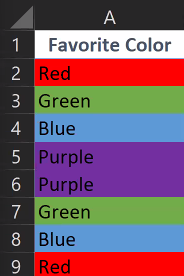 A
1 Favorite Color
2 Red
3 Green
4 Blue
5 Purple
6 Purple
7 Green
8 Blue
9 Red